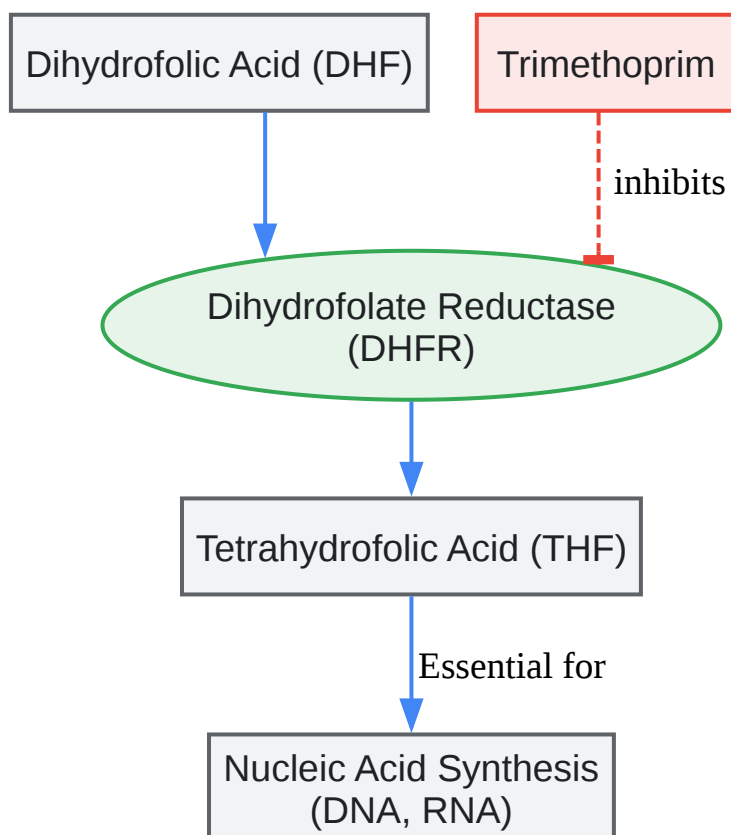 Dihydrofolic Acid (DHF)
Trimethoprim
inhibits
Dihydrofolate Reductase
(DHFR)
Tetrahydrofolic Acid (THF)
Essential for
Nucleic Acid Synthesis
(DNA, RNA)